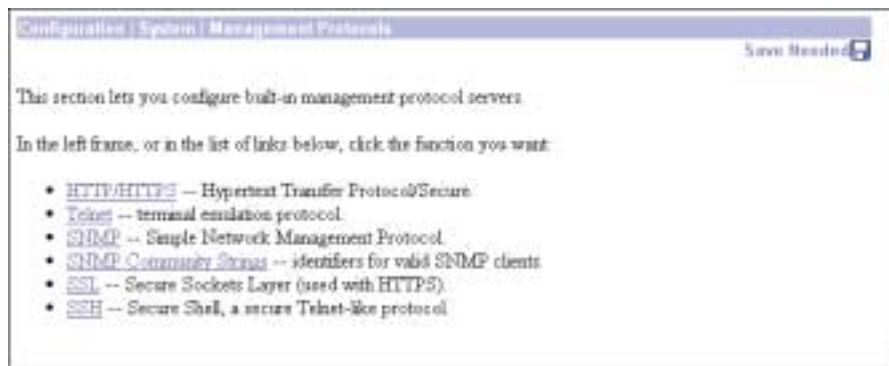 Configuration | System | Management Protocols
Save Needed
This section lets you configure built-in management protocol servers.
In the left frame, or in the list of links below, click the function you want:
• HTTP/HTTPS -- Hypertext Transfer Protocol/Secure.
• Telnet -- terminal emulation protocol.
• SNMP -- Simple Network Management Protocol.
• SNMP Community Strings -- identifiers for valid SNMP clients.
• SSL -- Secure Sockets Layer (used with HTTPS).
• SSH -- Secure Shell, a secure Telnet-like protocol.